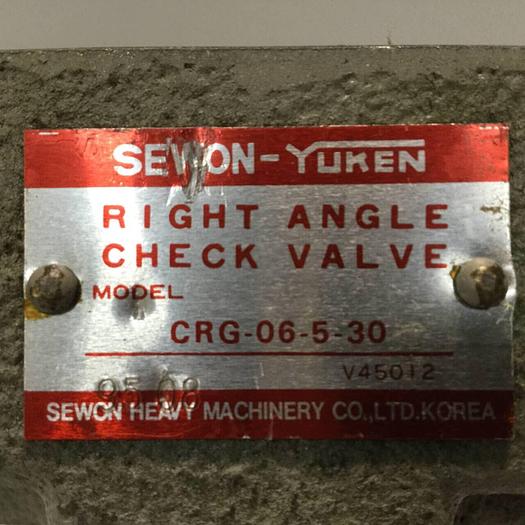 SEWON-YUKEN
RIGHT ANGLE
CHECK VALVE
MODEL
CRG-06-5-30
V45012
95.08
SEWON HEAVY MACHINERY CO.,LTD.KOREA